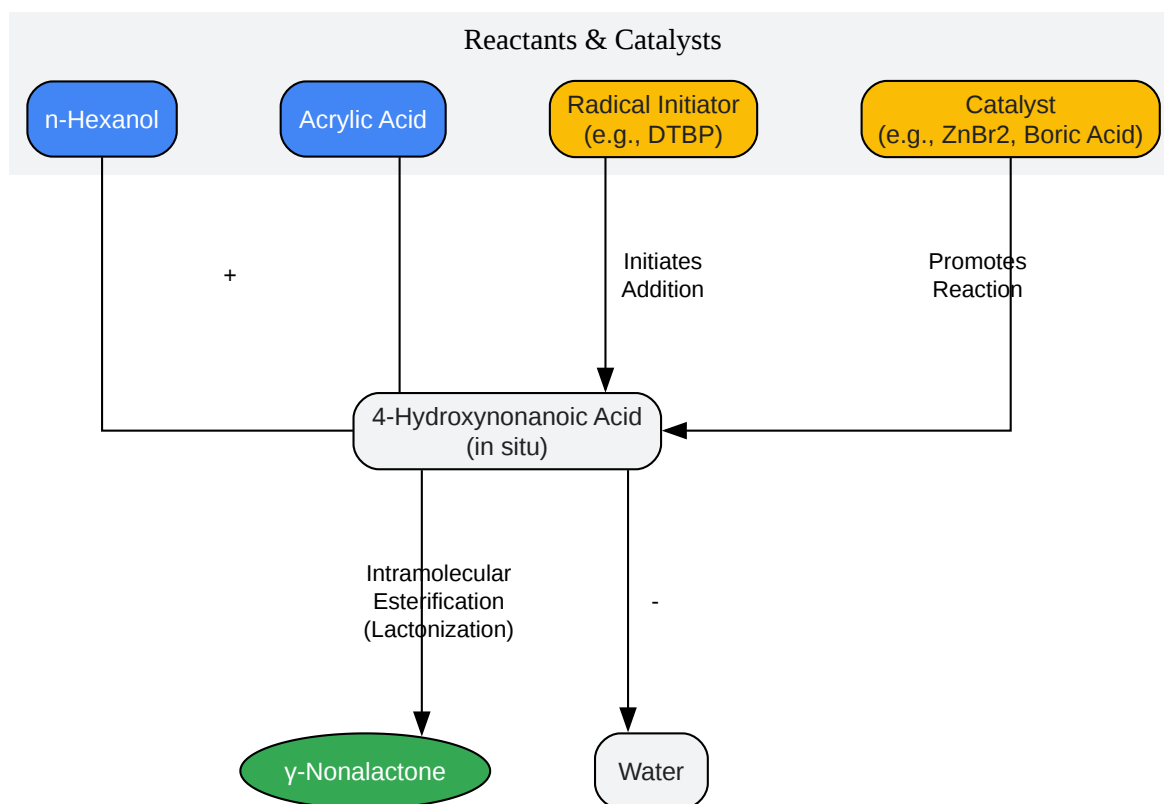 Reactants & Catalysts
n-Hexanol
Acrylic Acid
Radical Initiator
(e.g., DTBP)
Catalyst
(e.g., ZnBr2, Boric Acid)
+
Initiates
Addition
Promotes
Reaction
4-Hydroxynonanoic Acid
(in situ)
Intramolecular
Esterification
(Lactonization)
-
γ-Nonalactone
Water